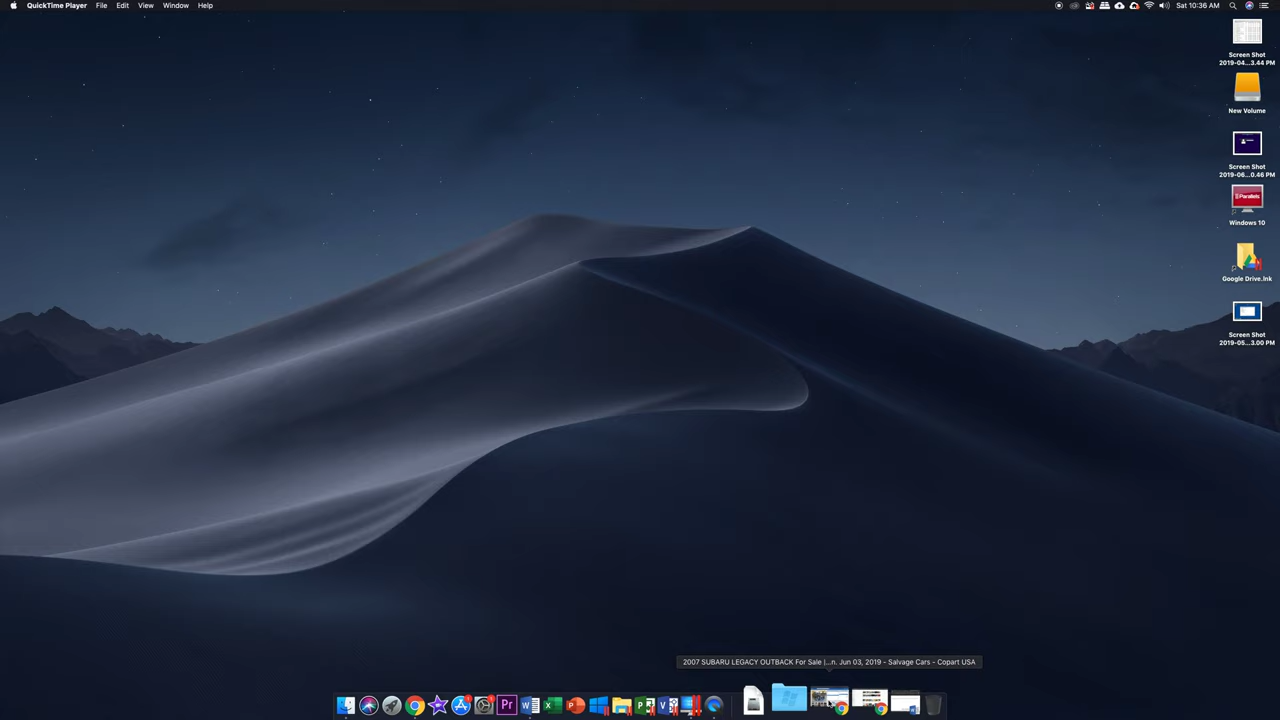 QuickTime Player File Edit View Window Help Sat 10:36 AM
Screen Shot
2019-04...3.44 PM
New Volume
Screen Shot
2019-06...0.46 PM
Parallels
Windows 10
Google Drive.lnk
Screen Shot
2019-05...3.00 PM
2007 SUBARU LEGACY OUTBACK For Sale |...n. Jun 03, 2019 - Salvage Cars - Copart USA
Pr